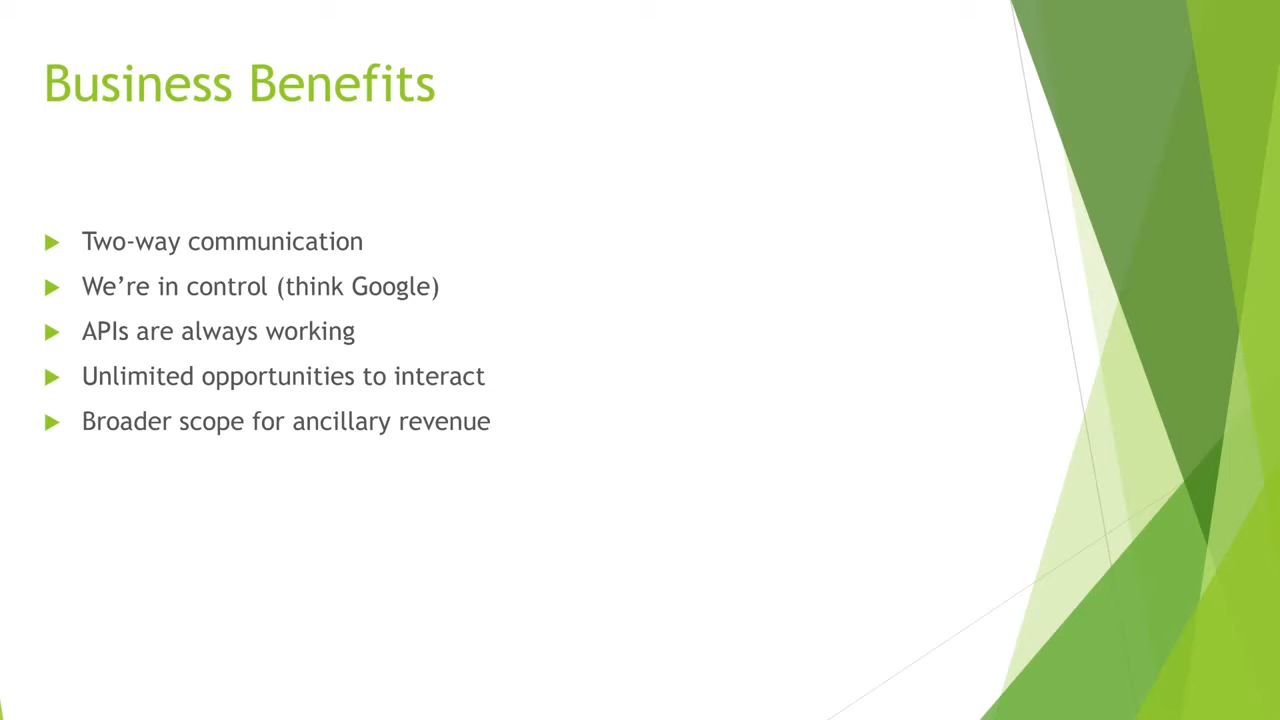 Business Benefits
Two-way communication
We’re in control (think Google)
APIs are always working
Unlimited opportunities to interact
Broader scope for ancillary revenue